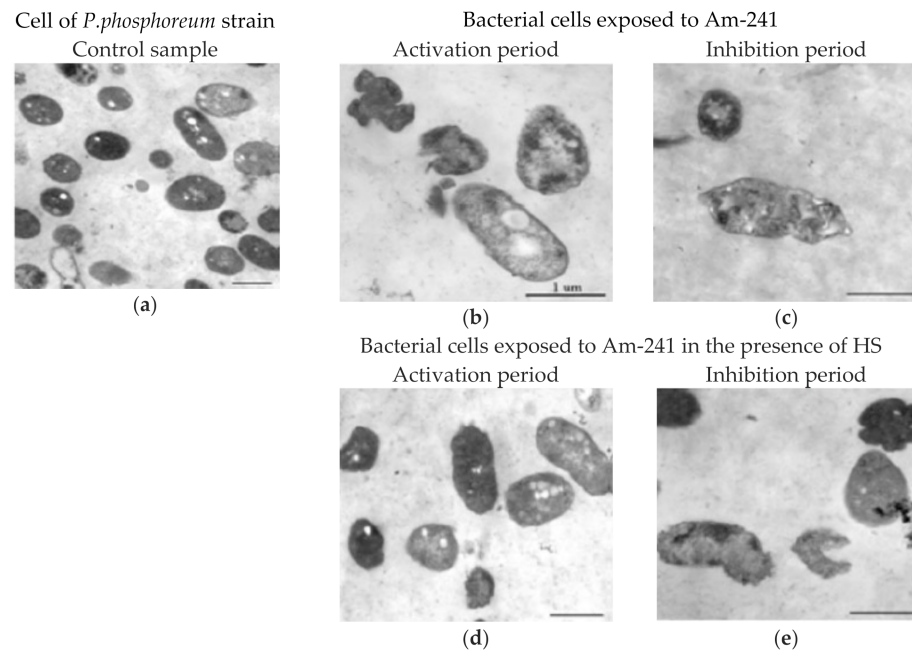 Cell of P.phosphoreum strain
Control sample
Bacterial cells exposed to Am-241
Activation period
Inhibition period
1 um
(a)
(b)
(c)
Bacterial cells exposed to Am-241 in the presence of HS
Activation period
Inhibition period
(d)
(e)